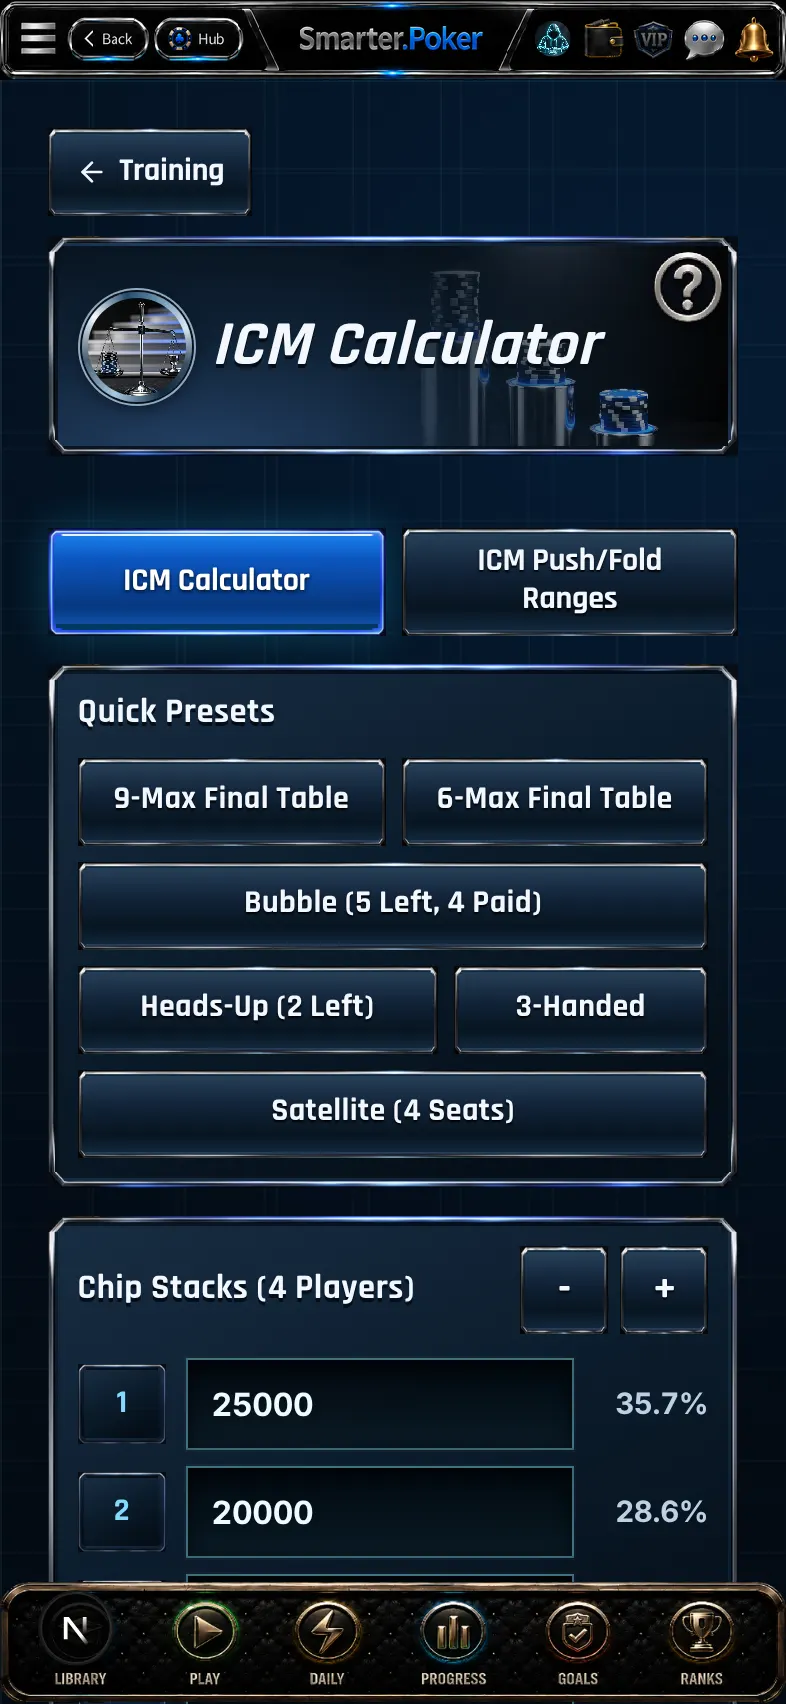 Back
Hub
Smarter.Poker
VIP
← Training
?
ICM Calculator
ICM Calculator
ICM Push/Fold
Ranges
Quick Presets
9-Max Final Table
6-Max Final Table
Bubble (5 Left, 4 Paid)
Heads-Up (2 Left)
3-Handed
Satellite (4 Seats)
Chip Stacks (4 Players)
-
+
1
25000
35.7%
2
20000
28.6%
N
LIBRARY
PLAY
DAILY
PROGRESS
GOALS
RANKS